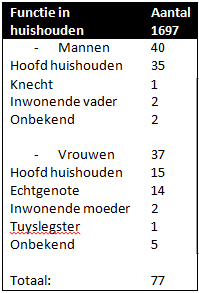 Functie in Aantal
huishouden 1697
- Mannen 40
Hoofd huishouden 35
Knecht 1
Inwonende vader 2
Onbekend 2
- Vrouwen 37
Hoofd huishouden 15
Echtgenote 14
Inwonende moeder 2
Tuyslegster 1
Onbekend 5
Totaal: 77